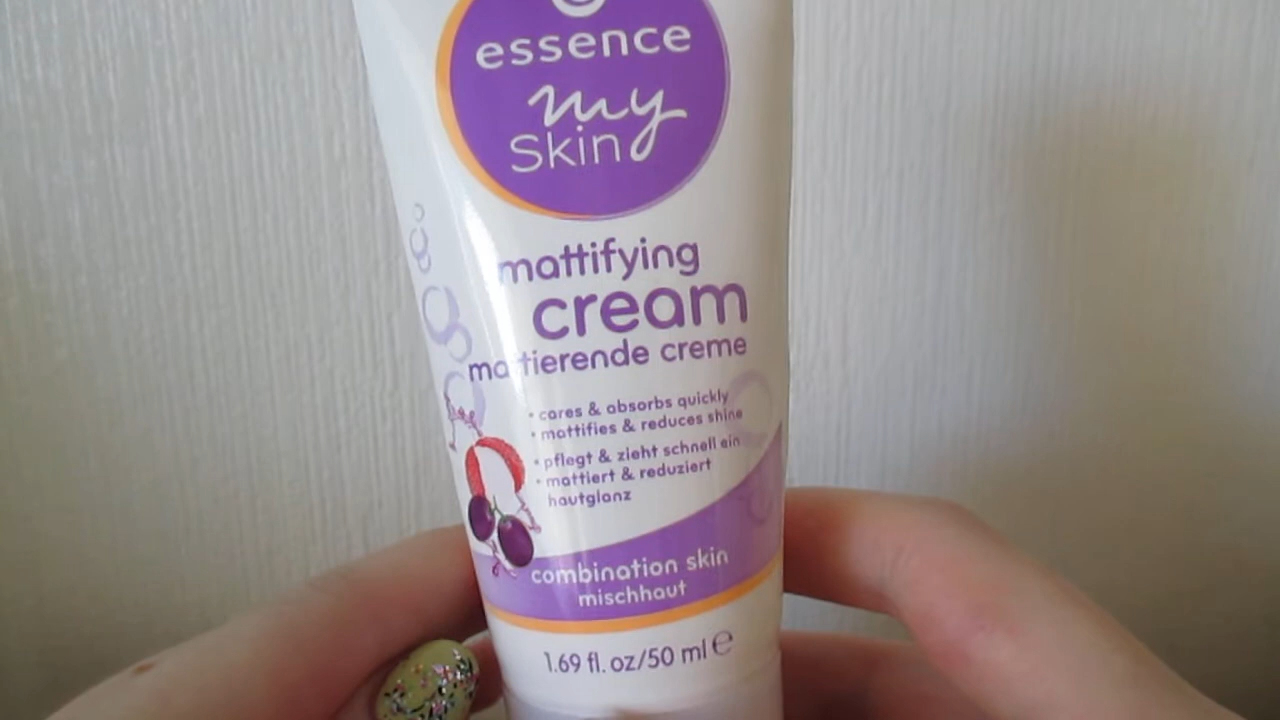 essence
my
Skin
mattifying
cream
mattierende creme
• cares & absorbs quickly
• mattifies & reduces shine
• pflegt & zieht schnell ein
• mattiert & reduziert
hautglanz
combination skin
mischhaut
1.69 fl. oz/50 ml ℮